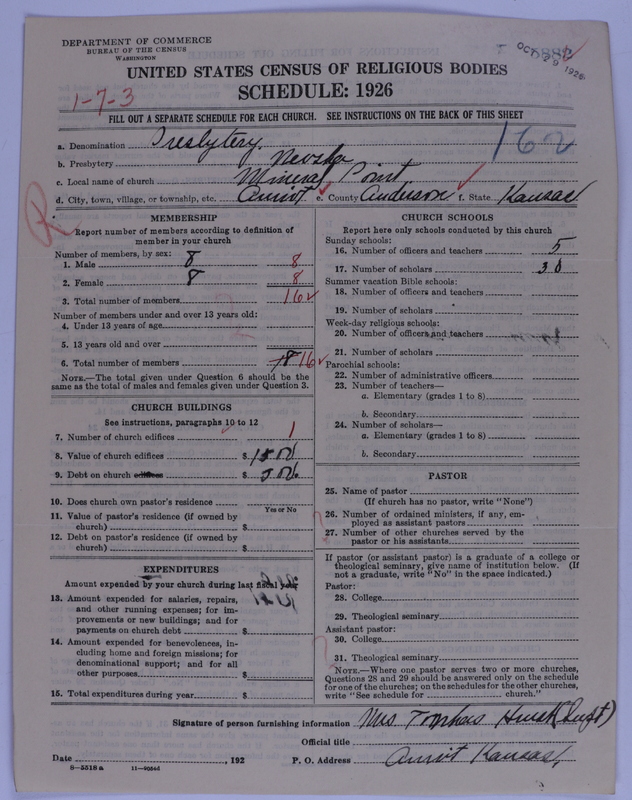 DEPARTMENT OF COMMERCE
BUREAU OF THE CENSUS
WASHINGTON
OCT 29 1926
UNITED STATES CENSUS OF RELIGIOUS BODIES
SCHEDULE: 1926
1-7-3
FILL OUT A SEPARATE SCHEDULE FOR EACH CHURCH. SEE INSTRUCTIONS ON THE BACK OF THIS SHEET
162
a. Denomination Presbytery
b. Presbytery Neosho
c. Local name of church Mineral Point
d. City, town, village, or township, etc. Amiot e. County Anderson f. State Kansas
R
MEMBERSHIP
Report number of members according to definition of
member in your church
Number of members, by sex:
1. Male 8 8
2. Female 8 8
3. Total number of members 16
Number of members under and over 13 years old:
4. Under 13 years of age
5. 13 years old and over
6. Total number of members 16
NOTE.—The total given under Question 6 should be the
same as the total of males and females given under Question 3.
CHURCH BUILDINGS
See instructions, paragraphs 10 to 12
7. Number of church edifices 1
8. Value of church edifices $
9. Debt on church edifices $
10. Does church own pastor's residence
Yes or No
11. Value of pastor's residence (if owned by
church) $
12. Debt on pastor's residence (if owned by
church) $
EXPENDITURES
Amount expended by your church during last fiscal year
13. Amount expended for salaries, repairs,
and other running expenses; for im-
provements or new buildings; and for
payments on church debt $
14. Amount expended for benevolences, in-
cluding home and foreign missions; for
denominational support; and for all
other purposes $
15. Total expenditures during year $
CHURCH SCHOOLS
Report here only schools conducted by this church
Sunday schools:
16. Number of officers and teachers 5
17. Number of scholars 30
Summer vacation Bible schools:
18. Number of officers and teachers
19. Number of scholars
Week-day religious schools:
20. Number of officers and teachers
21. Number of scholars
Parochial schools:
22. Number of administrative officers
23. Number of teachers—
a. Elementary (grades 1 to 8)
b. Secondary
24. Number of scholars—
a. Elementary (grades 1 to 8)
b. Secondary
PASTOR
25. Name of pastor
(If church has no pastor, write "None")
26. Number of ordained ministers, if any, em-
ployed as assistant pastors
27. Number of other churches served by the
pastor or his assistants
If pastor (or assistant pastor) is a graduate of a college or
theological seminary, give name of institution below. (If
not a graduate, write "No" in the space indicated.)
Pastor:
28. College
29. Theological seminary
Assistant pastor:
30. College
31. Theological seminary
NOTE.—Where one pastor serves two or more churches,
Questions 28 and 29 should be answered only on the schedule
for one of the churches; on the schedules for the other churches,
write "See schedule for church."
Signature of person furnishing information Mrs (Supt)
Official title
Date , 192 P. O. Address Amiot Kansas
8—5518 a 11—9056d